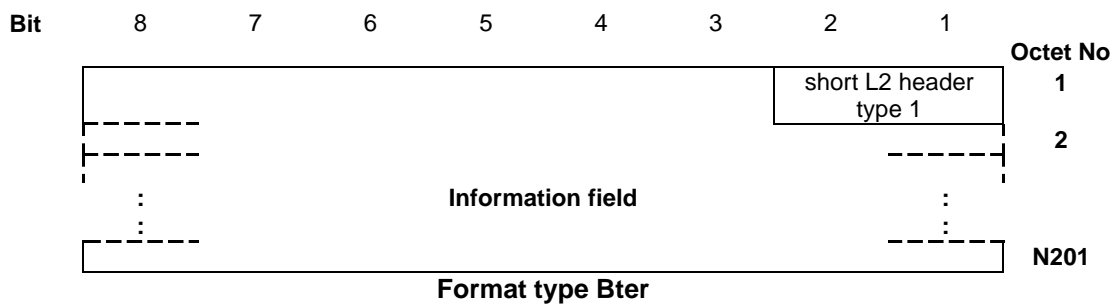 Bit 8 7 6 5 4 3 2 1
Octet No
short L2 header 1
type 1
2
Information field : :
: :
N201
Format type Bter